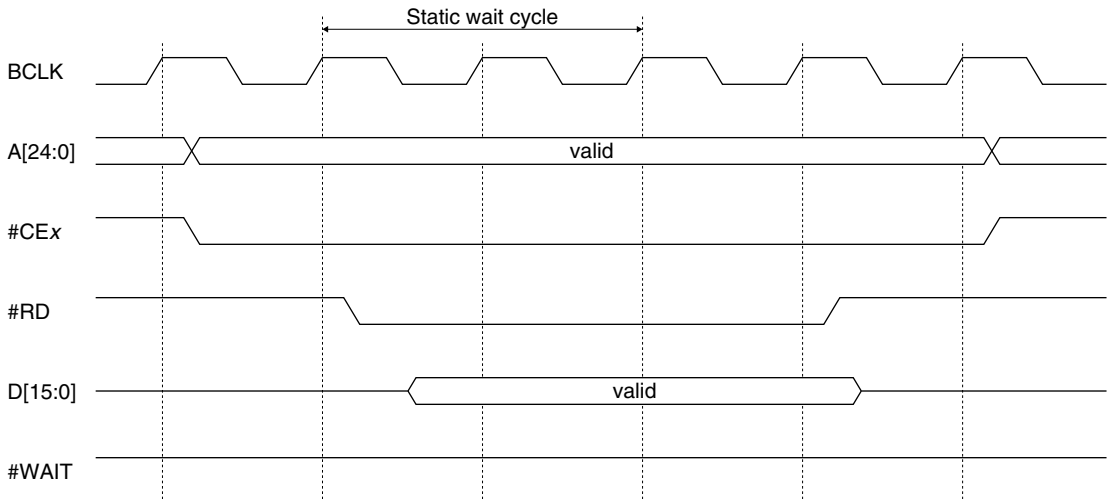 Static wait cycle
BCLK
A[24:0]
valid
#CEx
#RD
D[15:0]
valid
#WAIT